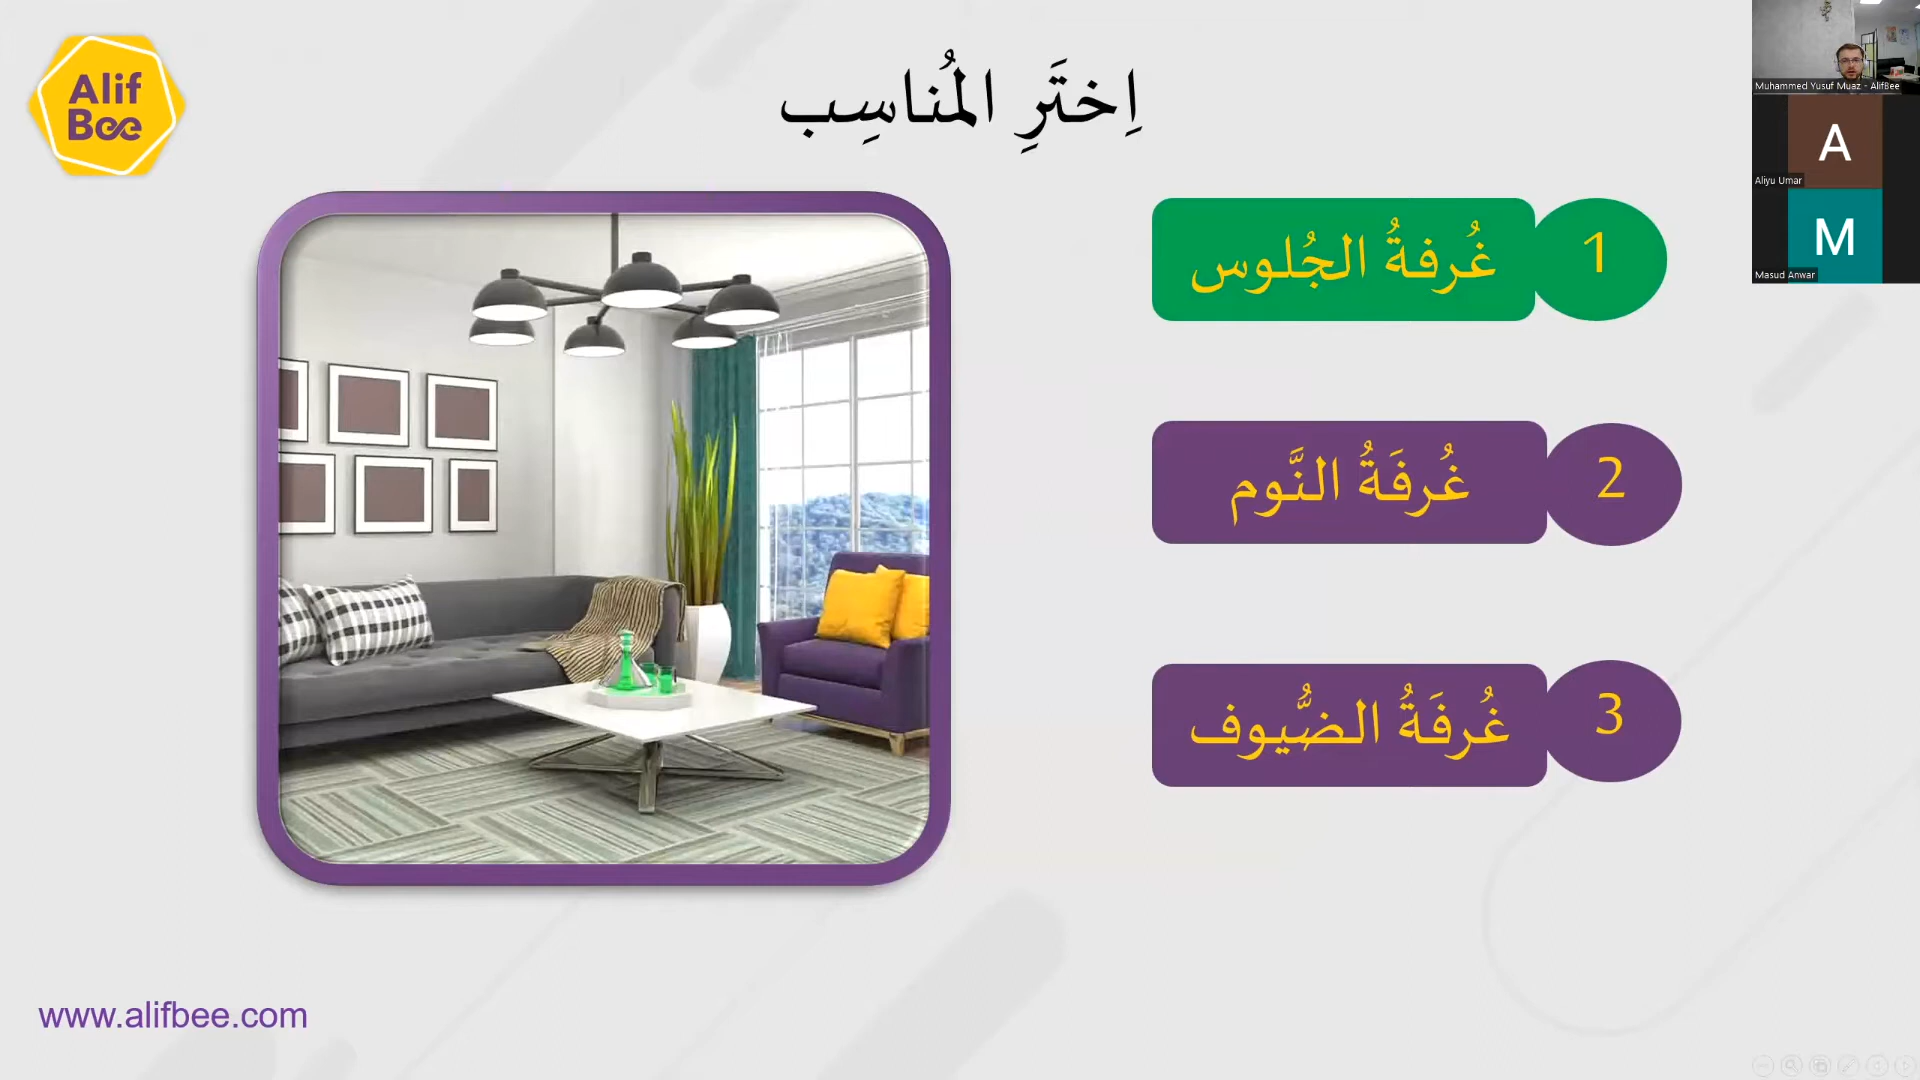 Alif
Bee
اِختَرِ المُناسِب
1 غُرفةُ الجُلوس
2 غُرفَةُ النَّوم
3 غُرفَةُ الضُّيوف
www.alifbee.com
Muhammed Yusuf Muaz - AlifBee
A
Aliyu Umar
M
Masud Anwar